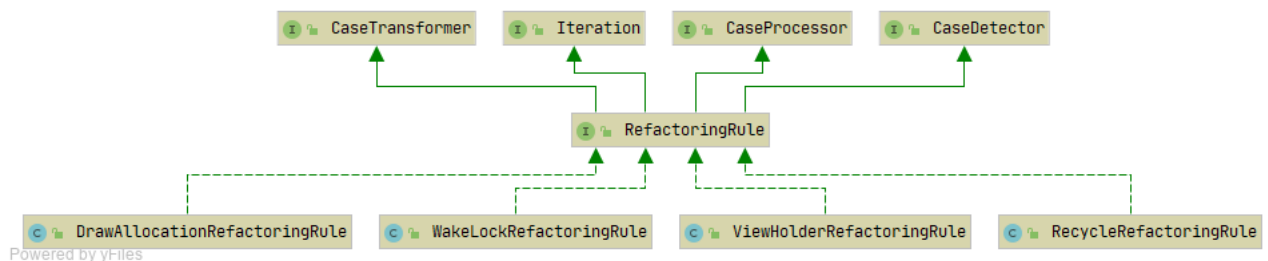 I CaseTransformer
I Iteration
I CaseProcessor
I CaseDetector
I RefactoringRule
C DrawAllocationRefactoringRule
C WakeLockRefactoringRule
C ViewHolderRefactoringRule
C RecycleRefactoringRule
Powered by yFiles